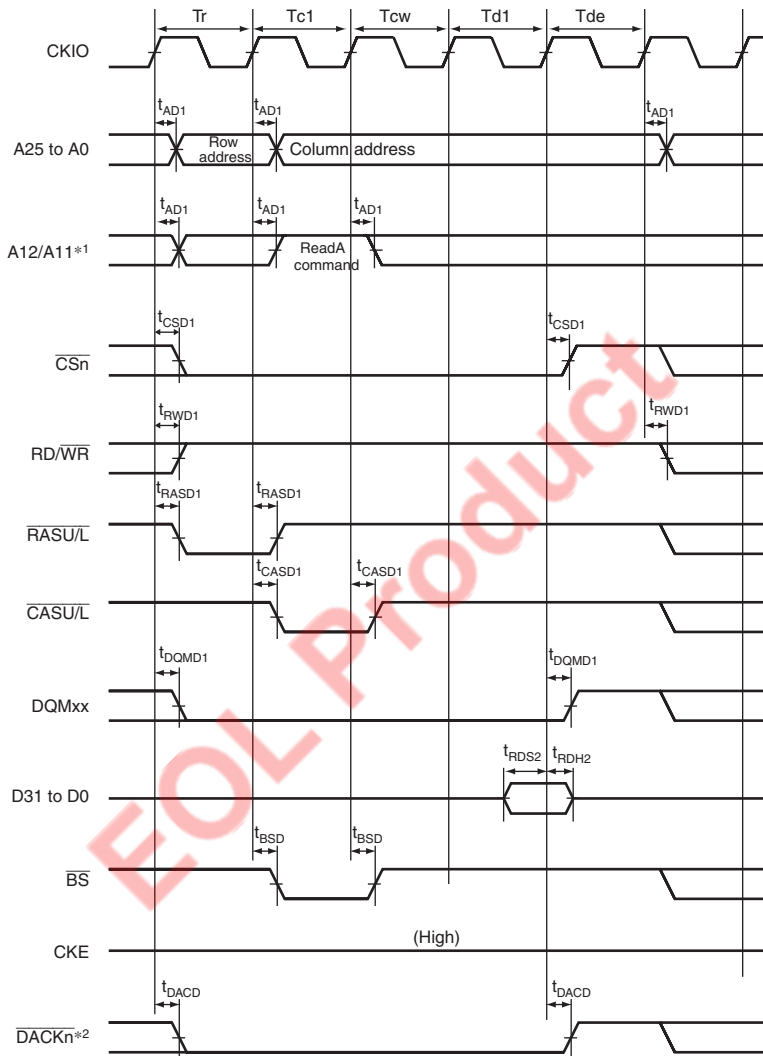 Tr Tc1 Tcw Td1 Tde
CKIO
tAD1 tAD1 tAD1
A25 to A0 Row address Column address
tAD1 tAD1 tAD1
A12/A11*1 ReadA command
tCSD1 tCSD1
CSn
tRWD1 tRWD1
RD/WR
tRASD1 tRASD1
RASU/L
tCASD1 tCASD1
CASU/L
tDQMD1 tDQMD1
DQMxx
tRDS2 tRDH2
D31 to D0
tBSD tBSD
BS
(High)
CKE
tDACD tDACD
DACKn*2
EOL Product